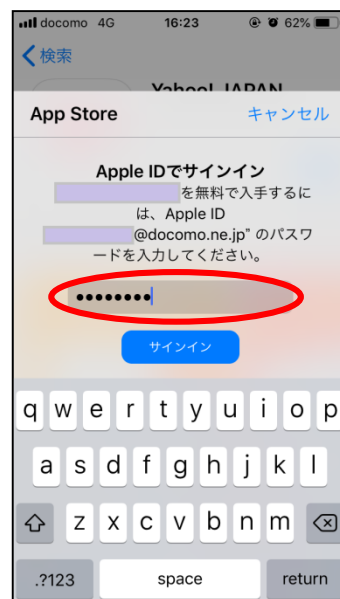 docomo 4G 16:23 62%
検索
Yahoo! JAPAN
App Store キャンセル
Apple IDでサインイン
を無料で入手するに
は、Apple ID
@docomo.ne.jp" のパスワ
ードを入力してください。
••••••••
サインイン
q w e r t y u i o p
a s d f g h j k l
z x c v b n m
.?123 space return